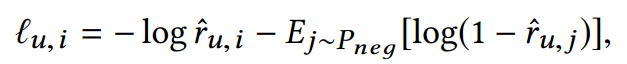 ℓ_{u,i} = − log r̂_{u,i} − E_{j∼P_{neg}}[log(1 − r̂_{u,j})],